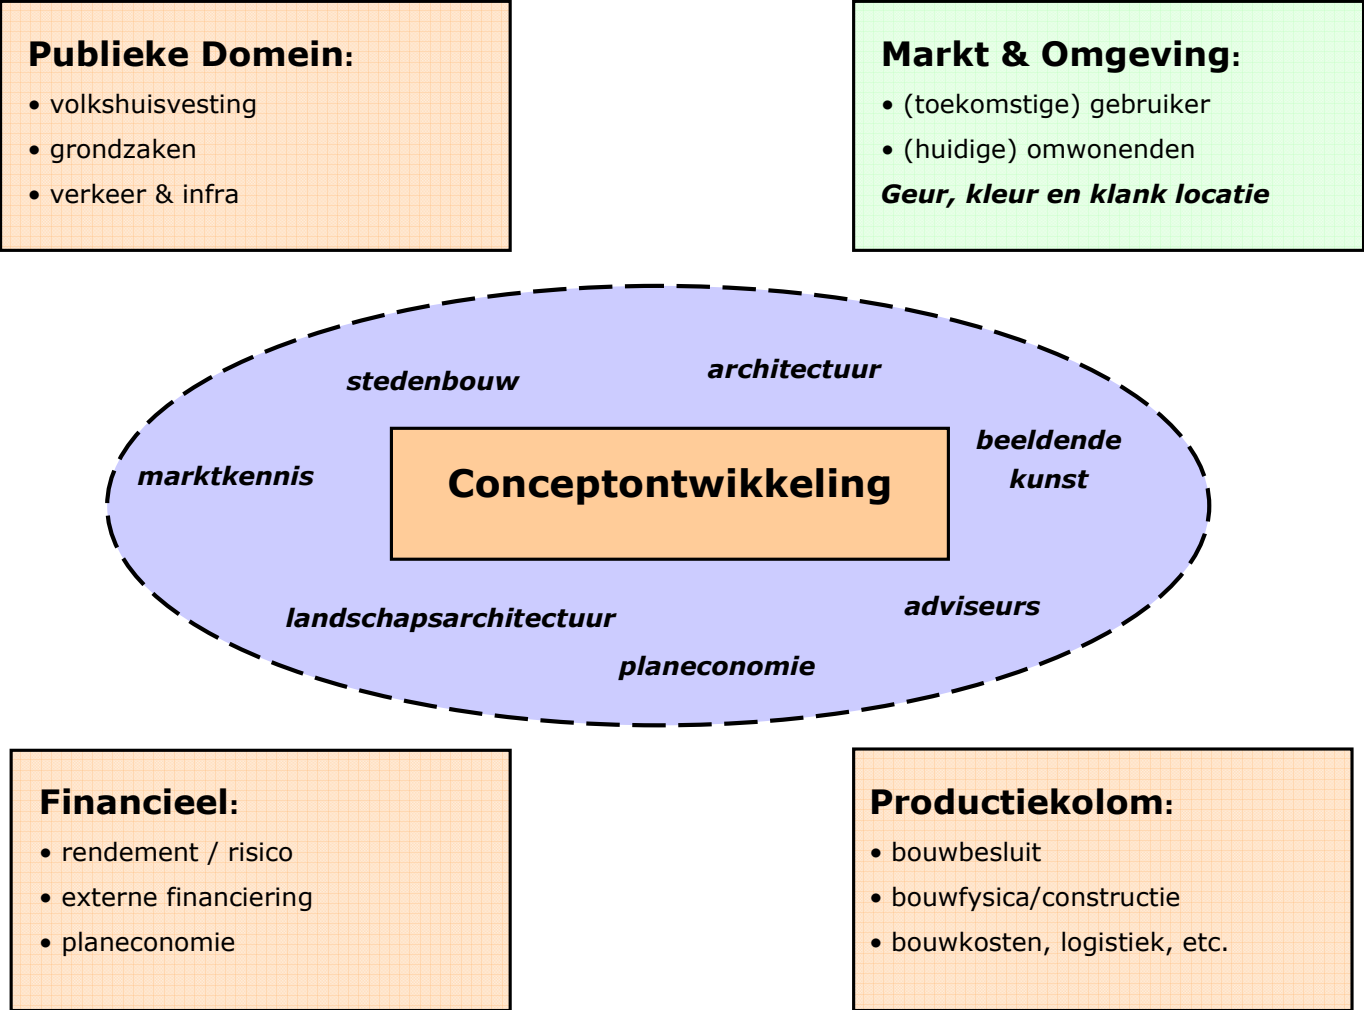 Publieke Domein:
• volkshuisvesting
• grondzaken
• verkeer & infra
Markt & Omgeving:
• (toekomstige) gebruiker
• (huidige) omwonenden
Geur, kleur en klank locatie
stedenbouw
architectuur
beeldende
kunst
marktkennis
Conceptontwikkeling
landschapsarchitectuur
adviseurs
planeconomie
Financieel:
• rendement / risico
• externe financiering
• planeconomie
Productiekolom:
• bouwbesluit
• bouwfysica/constructie
• bouwkosten, logistiek, etc.